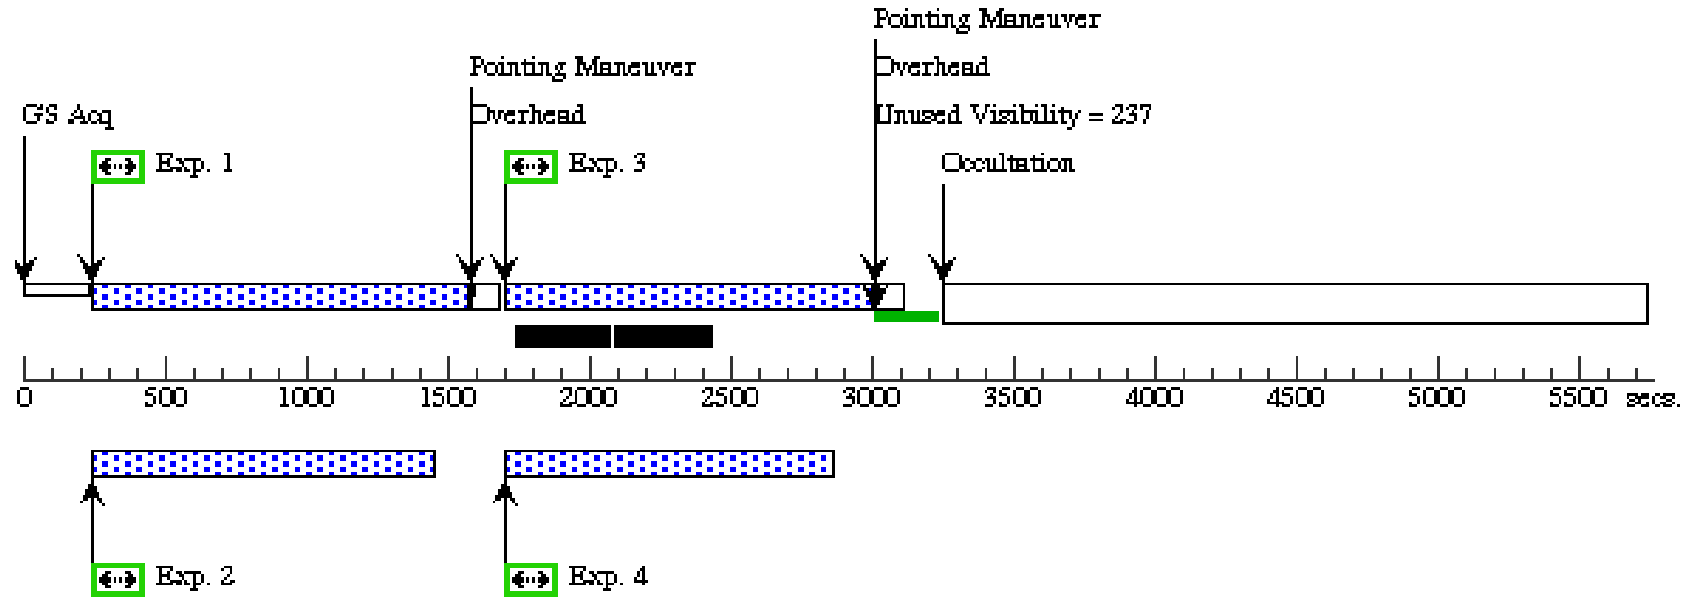 Pointing Maneuver
Pointing Maneuver
Overhead
GS Acq
Overhead
Unused Visibility = 237
Exp. 1
Exp. 3
Occultation
0 500 1000 1500 2000 2500 3000 3500 4000 4500 5000 5500 secs.
Exp. 2
Exp. 4